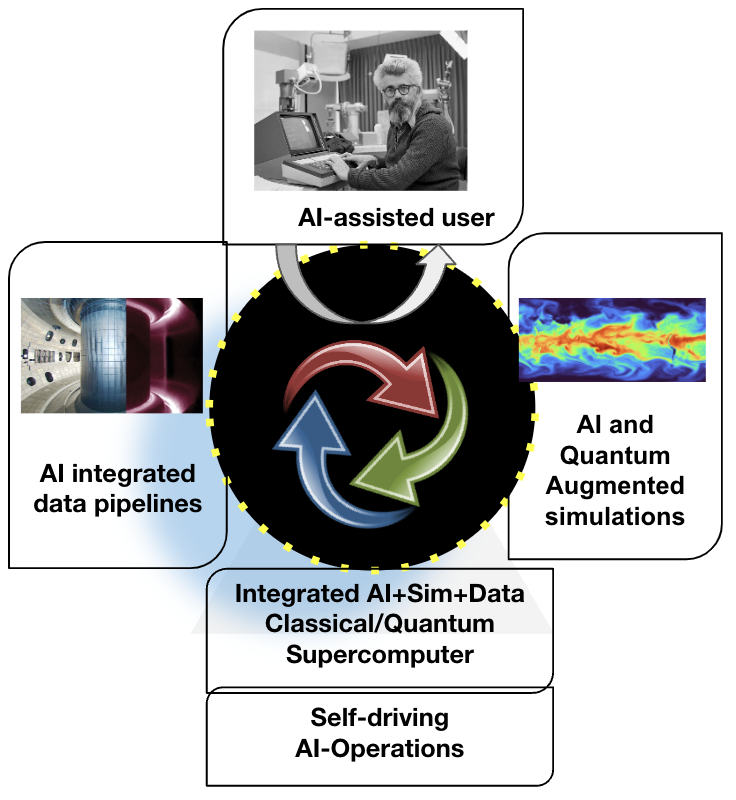 AI-assisted user
AI integrated
data pipelines
AI and
Quantum
Augmented
simulations
Integrated AI+Sim+Data
Classical/Quantum
Supercomputer
Self-driving
AI-Operations